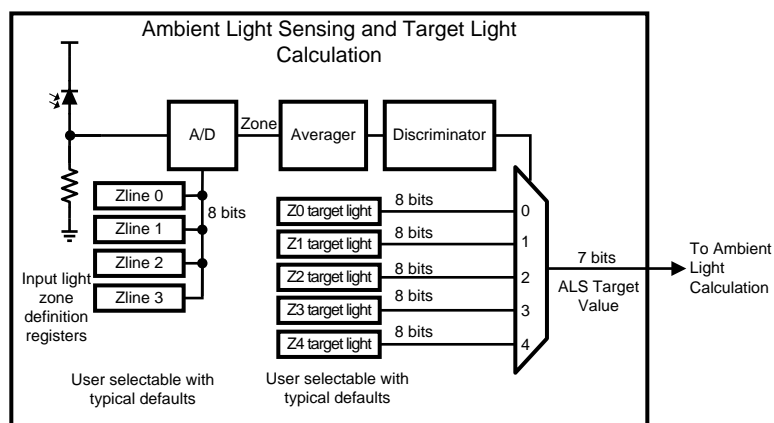 Ambient Light Sensing and Target Light
Calculation
A/D
Zone
Averager
Discriminator
Zline 0
Zline 1
Zline 2
Zline 3
8 bits
Input light
zone
definition
registers
User selectable with
typical defaults
Z0 target light
8 bits
0
Z1 target light
8 bits
1
Z2 target light
8 bits
2
Z3 target light
8 bits
3
Z4 target light
8 bits
4
User selectable with
typical defaults
7 bits
ALS Target
Value
To Ambient
Light
Calculation